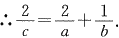 ∴ 2/c = 2/a + 1/b.